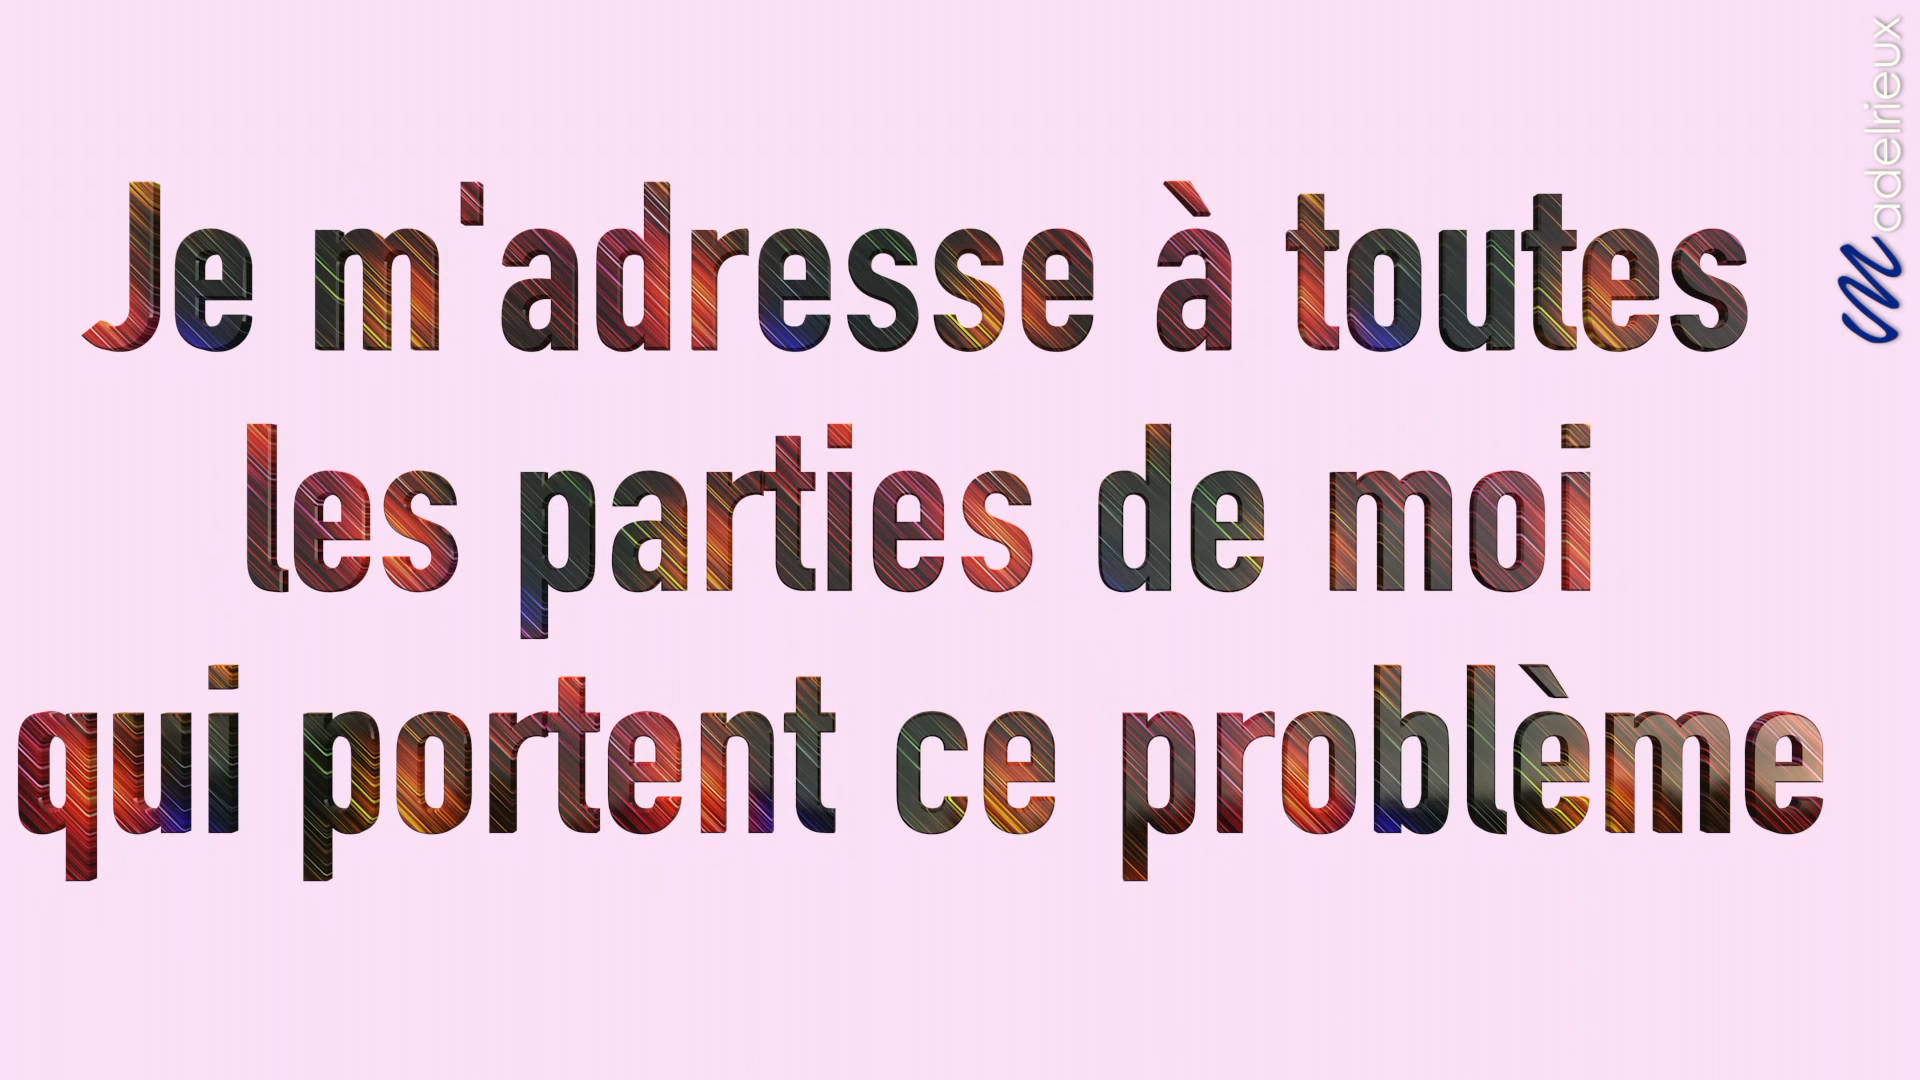 Je m'adresse à toutes
les parties de moi
qui portent ce problème
Madelrieux